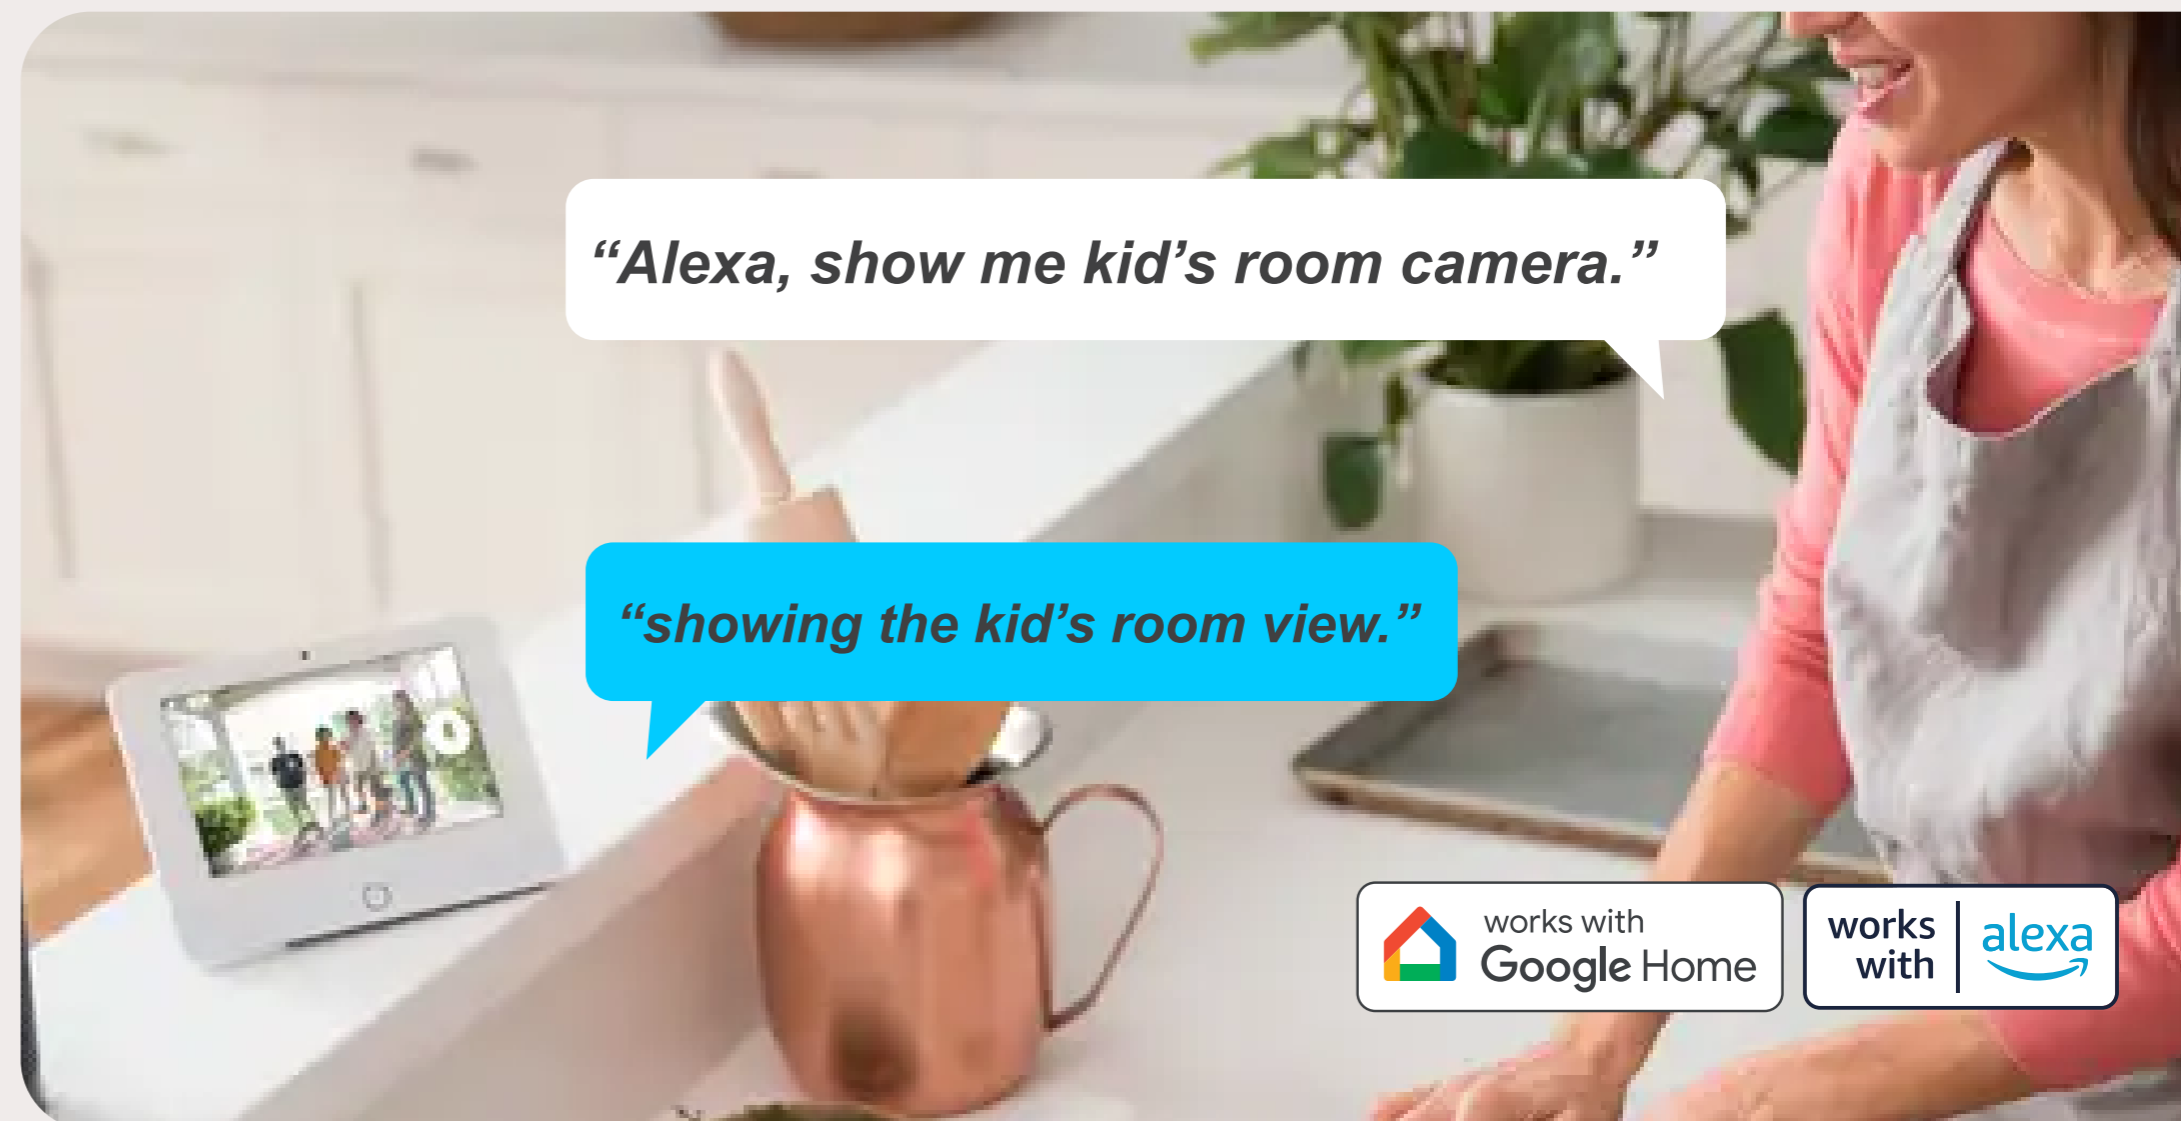 “Alexa, show me kid’s room camera.”
“showing the kid’s room view.”
works with
Google Home
works
with
alexa